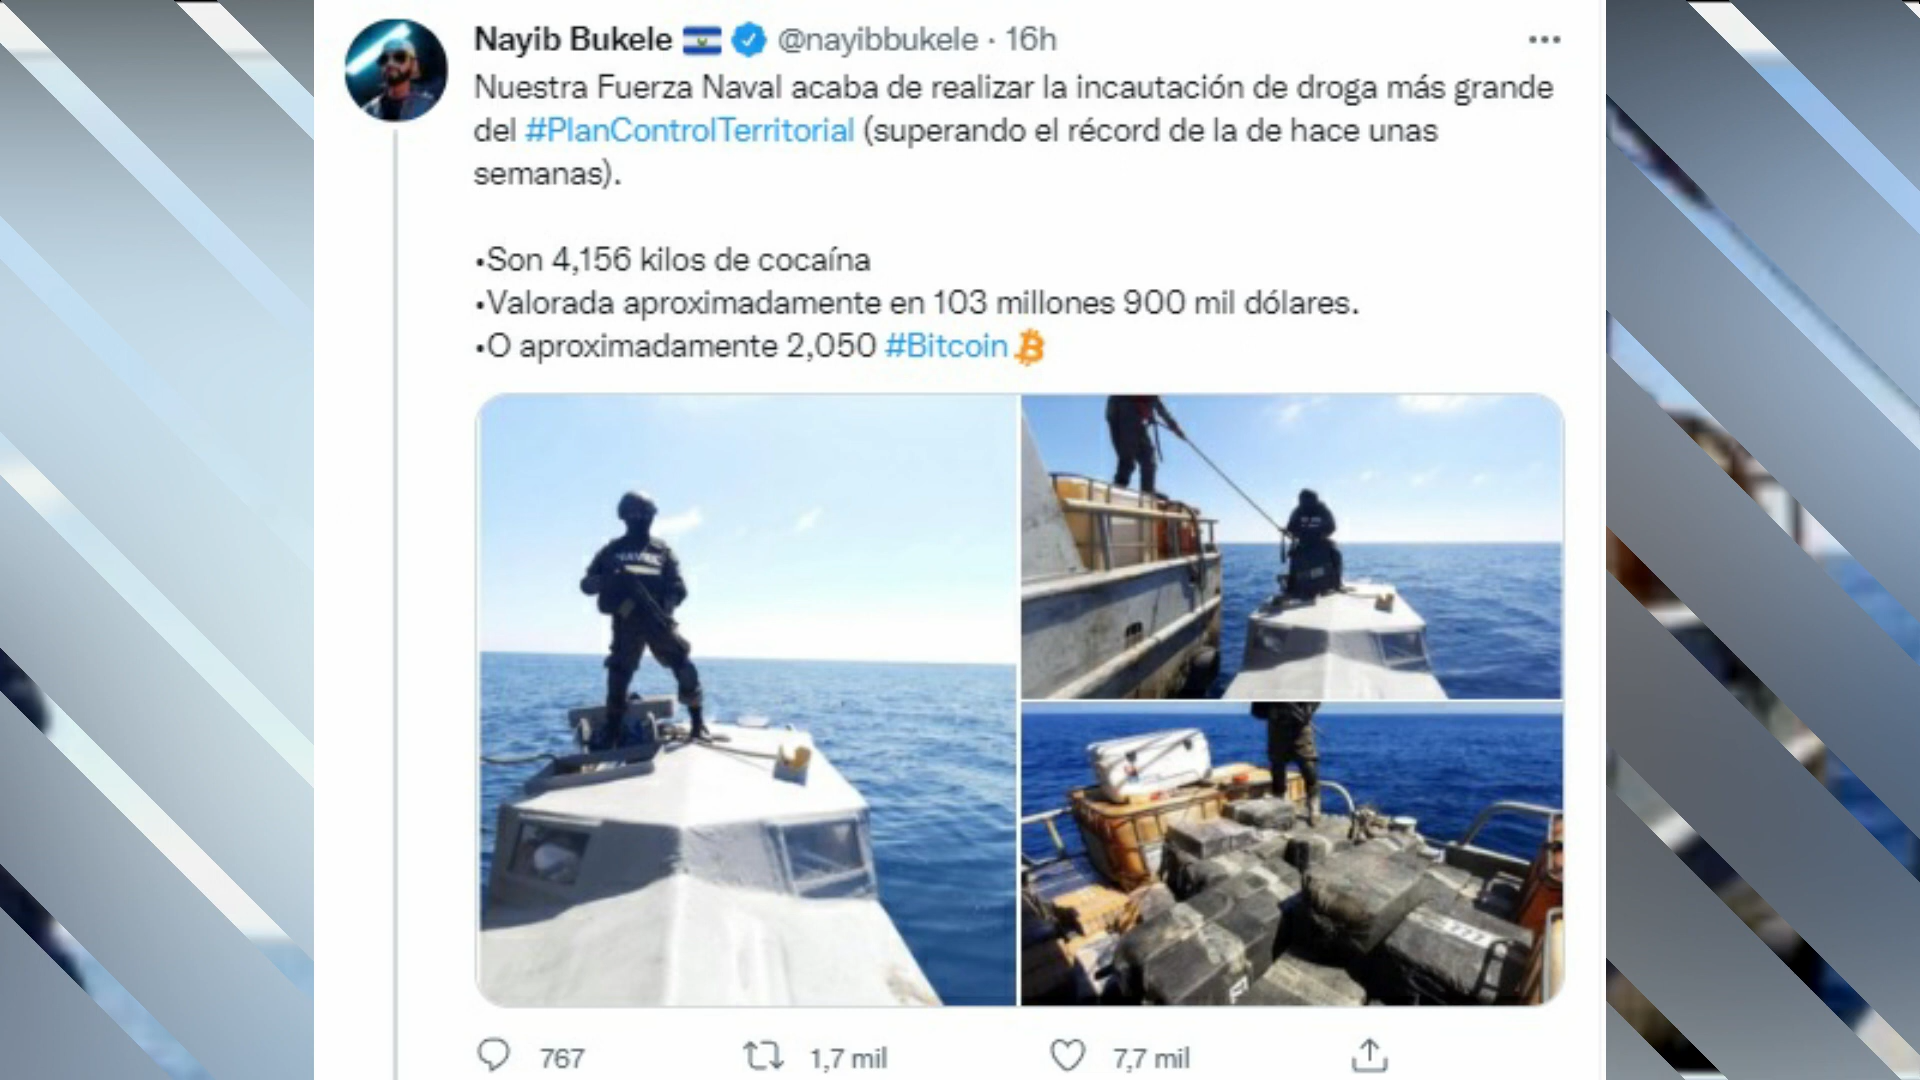 Nayib Bukele @nayibbukele · 16h
Nuestra Fuerza Naval acaba de realizar la incautación de droga más grande
del #PlanControlTerritorial (superando el récord de la de hace unas
semanas).
•Son 4,156 kilos de cocaína
•Valorada aproximadamente en 103 millones 900 mil dólares.
•O aproximadamente 2,050 #Bitcoin
777
767 1,7 mil 7,7 mil